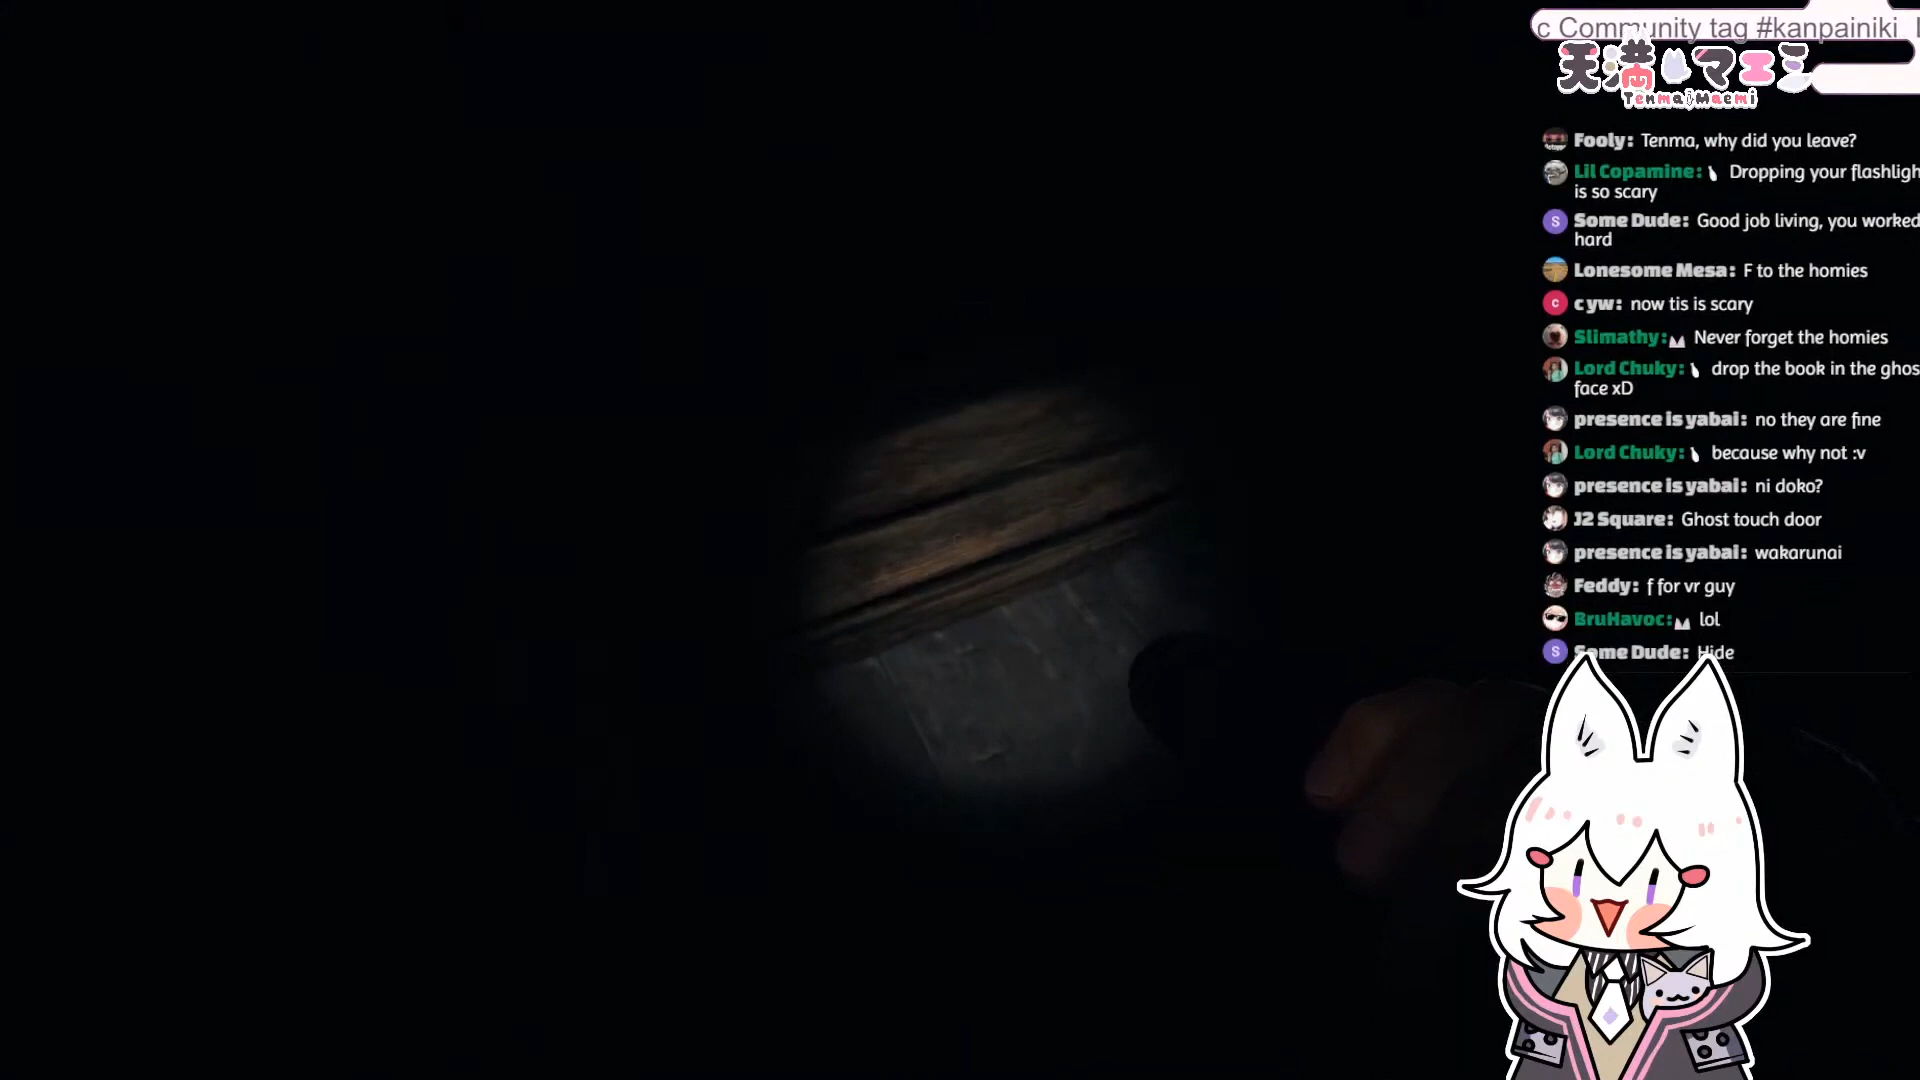 c Community tag #kanpainiki
天満マエミ
Tenma Maemi
Fooly: Tenma, why did you leave?
Lil Copamine: Dropping your flashligh
is so scary
S Some Dude: Good job living, you worked
hard
Lonesome Mesa: F to the homies
c c yw: now tis is scary
Slimathy: Never forget the homies
Lord Chuky: drop the book in the ghos
face xD
presence is yabai: no they are fine
Lord Chuky: because why not :v
presence is yabai: ni doko?
J2 Square: Ghost touch door
presence is yabai: wakarunai
Feddy: f for vr guy
BruHavoc: lol
S Some Dude: Hide